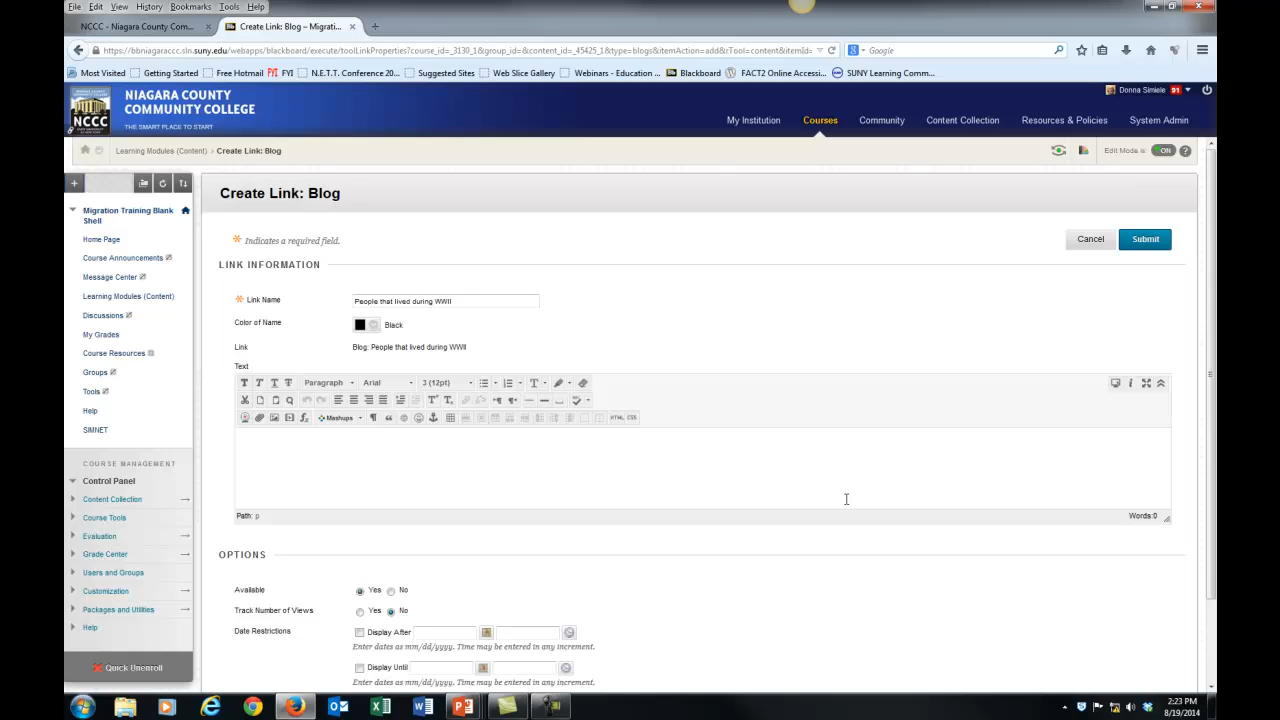 File Edit View History Bookmarks Tools Help
NCCC - Niagara County Com... × Create Link: Blog – Migrati... × +
https://bbniagaraccc.sln.suny.edu/webapps/blackboard/execute/toolLinkProperties?course_id=_3130_1&group_id=&content_id=_45425_1&type=blogs&itemAction=add&rTool=content&itemId= Google
Most Visited Getting Started Free Hotmail FYI N.E.T.T. Conference 20... Suggested Sites Web Slice Gallery Webinars - Education ... Blackboard FACT2 Online Accessi... SUNY Learning Comm...
NIAGARA COUNTY
COMMUNITY COLLEGE
THE SMART PLACE TO START
NCCC
Donna Simiele 91
My Institution Courses Community Content Collection Resources & Policies System Admin
Learning Modules (Content) > Create Link: Blog Edit Mode is: ON ?
Migration Training Blank
Shell
Home Page
Course Announcements
Message Center
Learning Modules (Content)
Discussions
My Grades
Course Resources
Groups
Tools
Help
SIMNET
COURSE MANAGEMENT
Control Panel
Content Collection
Course Tools
Evaluation
Grade Center
Users and Groups
Customization
Packages and Utilities
Help
Quick Unenroll
Create Link: Blog
Indicates a required field.
Cancel Submit
LINK INFORMATION
Link Name People that lived during WWII
Color of Name Black
Link Blog: People that lived during WWII
Text
Paragraph Arial 3 (12pt)
Mashups HTML CSS
Path: p Words:0
OPTIONS
Available Yes No
Track Number of Views Yes No
Date Restrictions Display After
Enter dates as mm/dd/yyyy. Time may be entered in any increment.
Display Until
Enter dates as mm/dd/yyyy. Time may be entered in any increment.
2:23 PM
8/19/2014